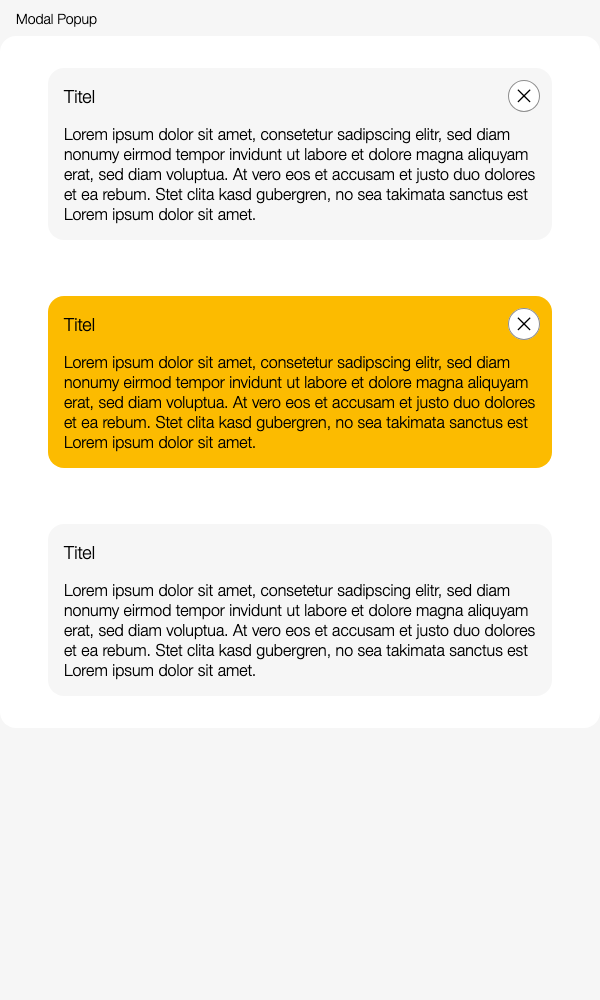 Modal Popup
Titel
Lorem ipsum dolor sit amet, consetetur sadipscing elitr, sed diam
nonumy eirmod tempor invidunt ut labore et dolore magna aliquyam
erat, sed diam voluptua. At vero eos et accusam et justo duo dolores
et ea rebum. Stet clita kasd gubergren, no sea takimata sanctus est
Lorem ipsum dolor sit amet.
Titel
Lorem ipsum dolor sit amet, consetetur sadipscing elitr, sed diam
nonumy eirmod tempor invidunt ut labore et dolore magna aliquyam
erat, sed diam voluptua. At vero eos et accusam et justo duo dolores
et ea rebum. Stet clita kasd gubergren, no sea takimata sanctus est
Lorem ipsum dolor sit amet.
Titel
Lorem ipsum dolor sit amet, consetetur sadipscing elitr, sed diam
nonumy eirmod tempor invidunt ut labore et dolore magna aliquyam
erat, sed diam voluptua. At vero eos et accusam et justo duo dolores
et ea rebum. Stet clita kasd gubergren, no sea takimata sanctus est
Lorem ipsum dolor sit amet.